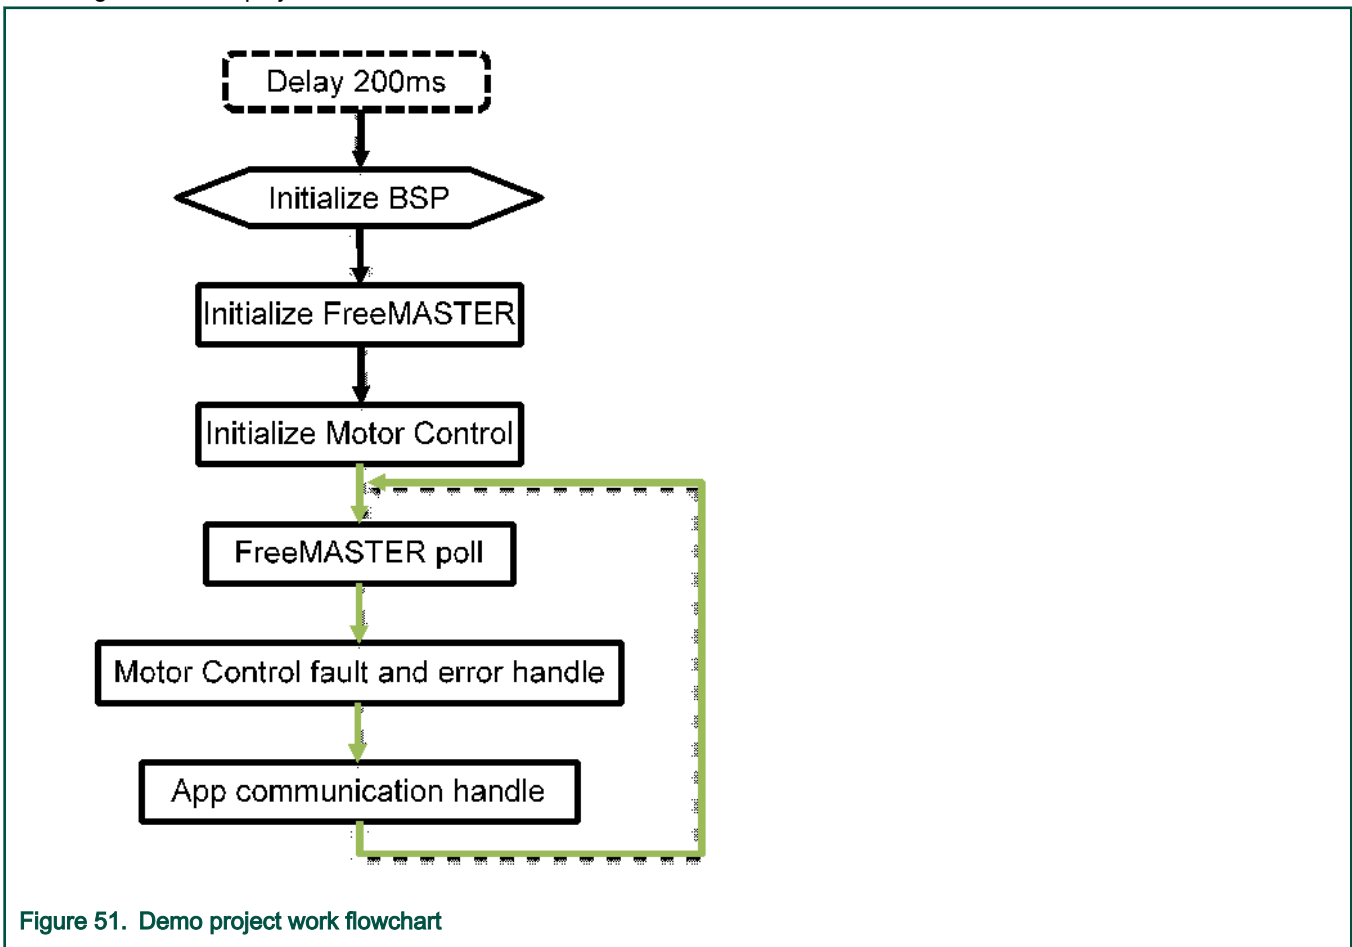 Delay 200ms
Initialize BSP
Initialize FreeMASTER
Initialize Motor Control
FreeMASTER poll
Motor Control fault and error handle
App communication handle
Figure 51. Demo project work flowchart